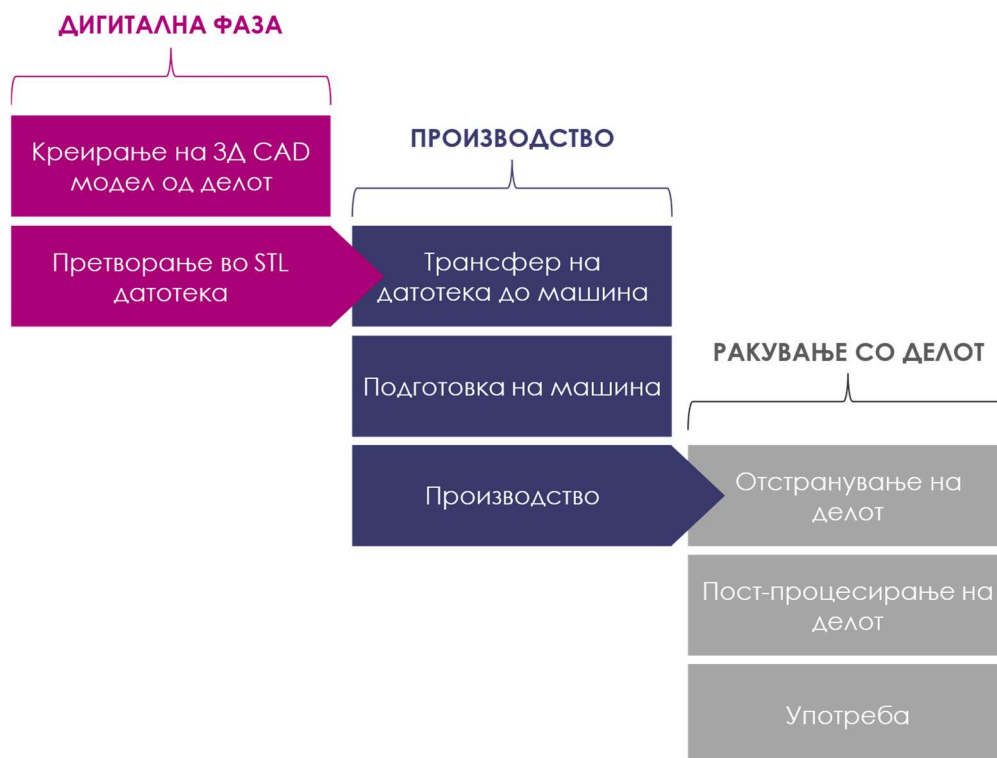 ДИГИТАЛНА ФАЗА
Креирање на 3Д CAD
модел од делот
Претворање во STL
датотека
ПРОИЗВОДСТВО
Трансфер на
датотека до машина
Подготовка на машина
Производство
РАКУВАЊЕ СО ДЕЛОТ
Отстранување на
делот
Пост-процесирање на
делот
Употреба